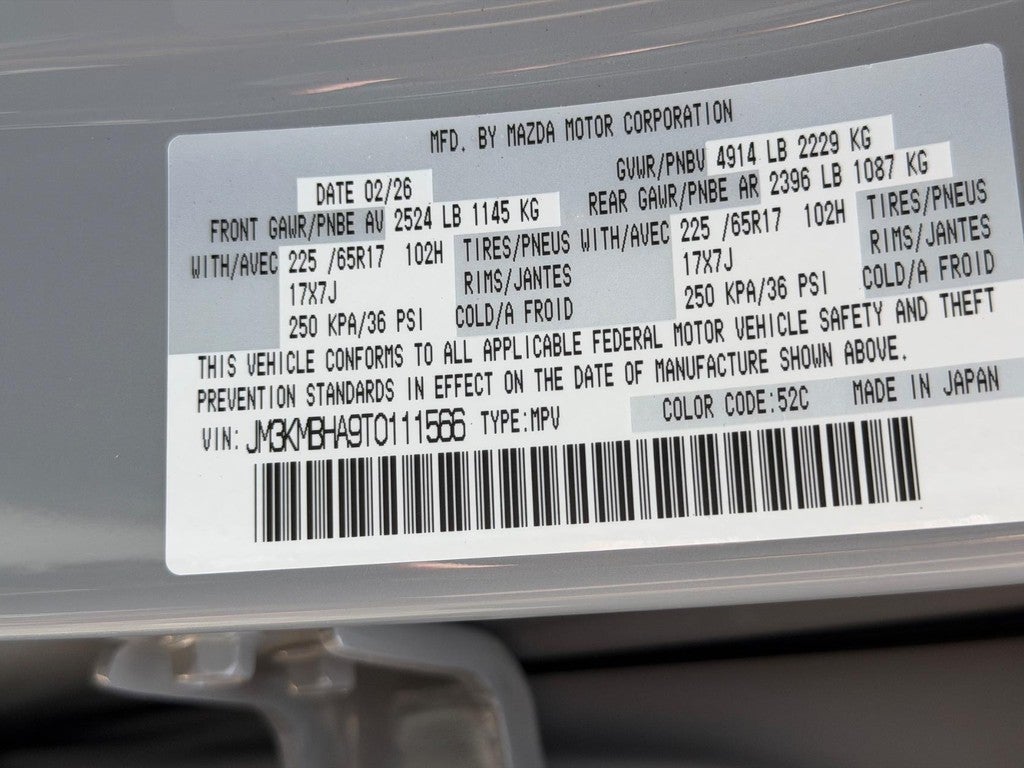 MFD. BY MAZDA MOTOR CORPORATION
DATE 02/26 GVWR/PNBV 4914 LB 2229 KG
FRONT GAWR/PNBE AV 2524 LB 1145 KG REAR GAWR/PNBE AR 2396 LB 1087 KG
WITH/AVEC 225 /65R17 102H TIRES/PNEUS WITH/AVEC 225 /65R17 102H TIRES/PNEUS
17X7J RIMS/JANTES 17X7J RIMS/JANTES
250 KPA/36 PSI COLD/A FROID 250 KPA/36 PSI COLD/A FROID
THIS VEHICLE CONFORMS TO ALL APPLICABLE FEDERAL MOTOR VEHICLE SAFETY AND THEFT
PREVENTION STANDARDS IN EFFECT ON THE DATE OF MANUFACTURE SHOWN ABOVE.
VIN: JM3KMBHA9T0111566 TYPE:MPV COLOR CODE:52C MADE IN JAPAN